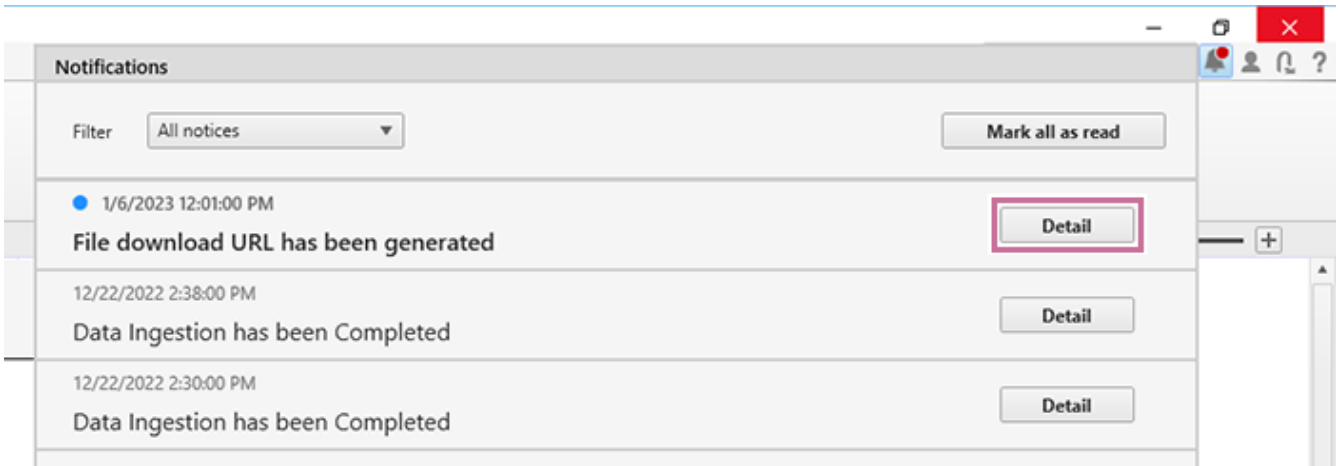 Notifications
?
Filter
All notices
Mark all as read
1/6/2023 12:01:00 PM
File download URL has been generated
Detail
12/22/2022 2:38:00 PM
Data Ingestion has been Completed
Detail
12/22/2022 2:30:00 PM
Data Ingestion has been Completed
Detail